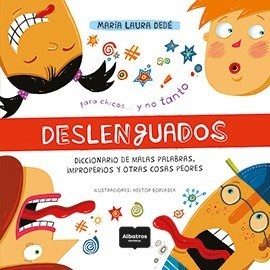 MARÍA LAURA DEDÉ
para chicos... y no tanto
DESLENGUADOS
DICCIONARIO DE MALAS PALABRAS,
IMPROPERIOS Y OTRAS COSAS PEORES
ILUSTRACIONES: HÉCTOR BORLASCA
Albatros